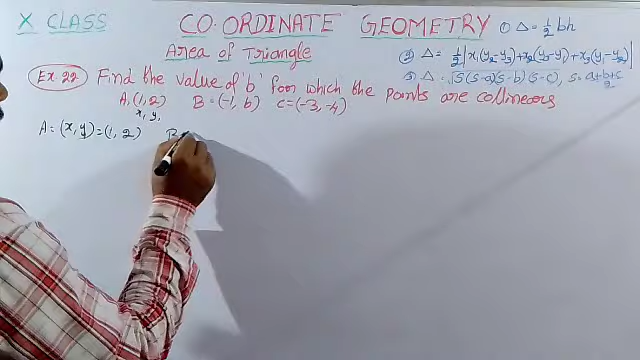 X CLASS CO-ORDINATE GEOMETRY ① Δ = ½ bh
Area of Triangle ② Δ = ½ |x₁(y₂-y₃)+x₂(y₃-y₁)+x₃(y₁-y₂)|
Ex 22 Find the value of 'b' for which the points are collinears ③ Δ = √S(S-a)(S-b)(S-c), S = a+b+c/2
A(1, 2) B = (-1, b) C = (-3, -4)
x₁ y₁
A = (x, y) = (1, 2) B